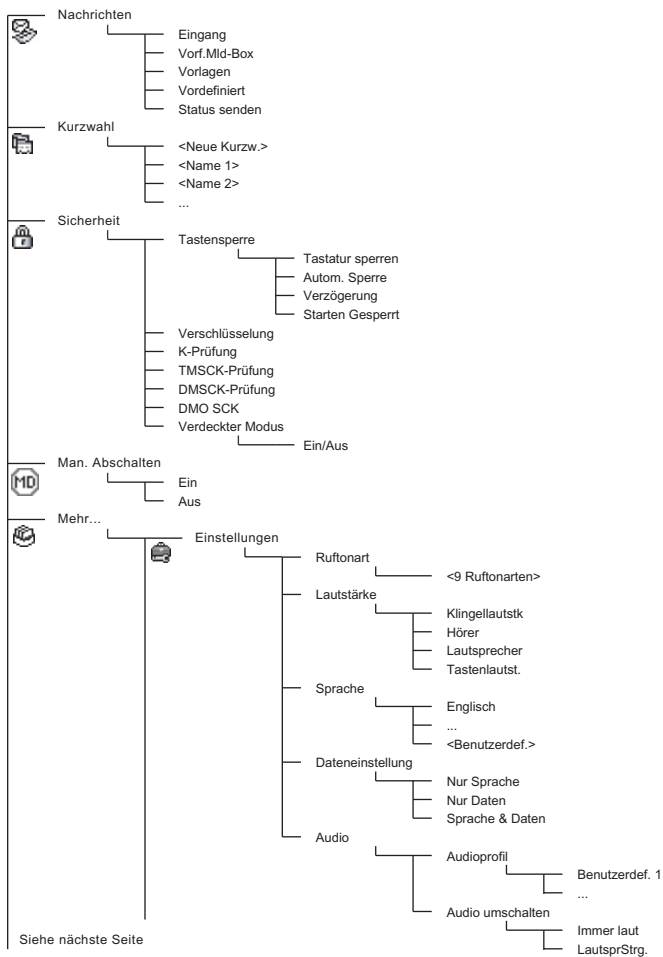 Nachrichten
Eingang
Vorf.Mld-Box
Vorlagen
Vordefiniert
Status senden
Kurzwahl
<Neue Kurzw.>
<Name 1>
<Name 2>
...
Sicherheit
Tastensperre
Tastatur sperren
Autom. Sperre
Verzögerung
Starten Gesperrt
Verschlüsselung
K-Prüfung
TMSCK-Prüfung
DMSCK-Prüfung
DMO SCK
Verdeckter Modus
Ein/Aus
Man. Abschalten
MD
Ein
Aus
Mehr...
Einstellungen
Ruftonart
<9 Ruftonarten>
Lautstärke
Klingellautstk
Hörer
Lautsprecher
Tastenlautst.
Sprache
Englisch
...
<Benutzerdef.>
Dateneinstellung
Nur Sprache
Nur Daten
Sprache & Daten
Audio
Audioprofil
Benutzerdef. 1
...
Audio umschalten
Immer laut
LautsprStrg.
Siehe nächste Seite